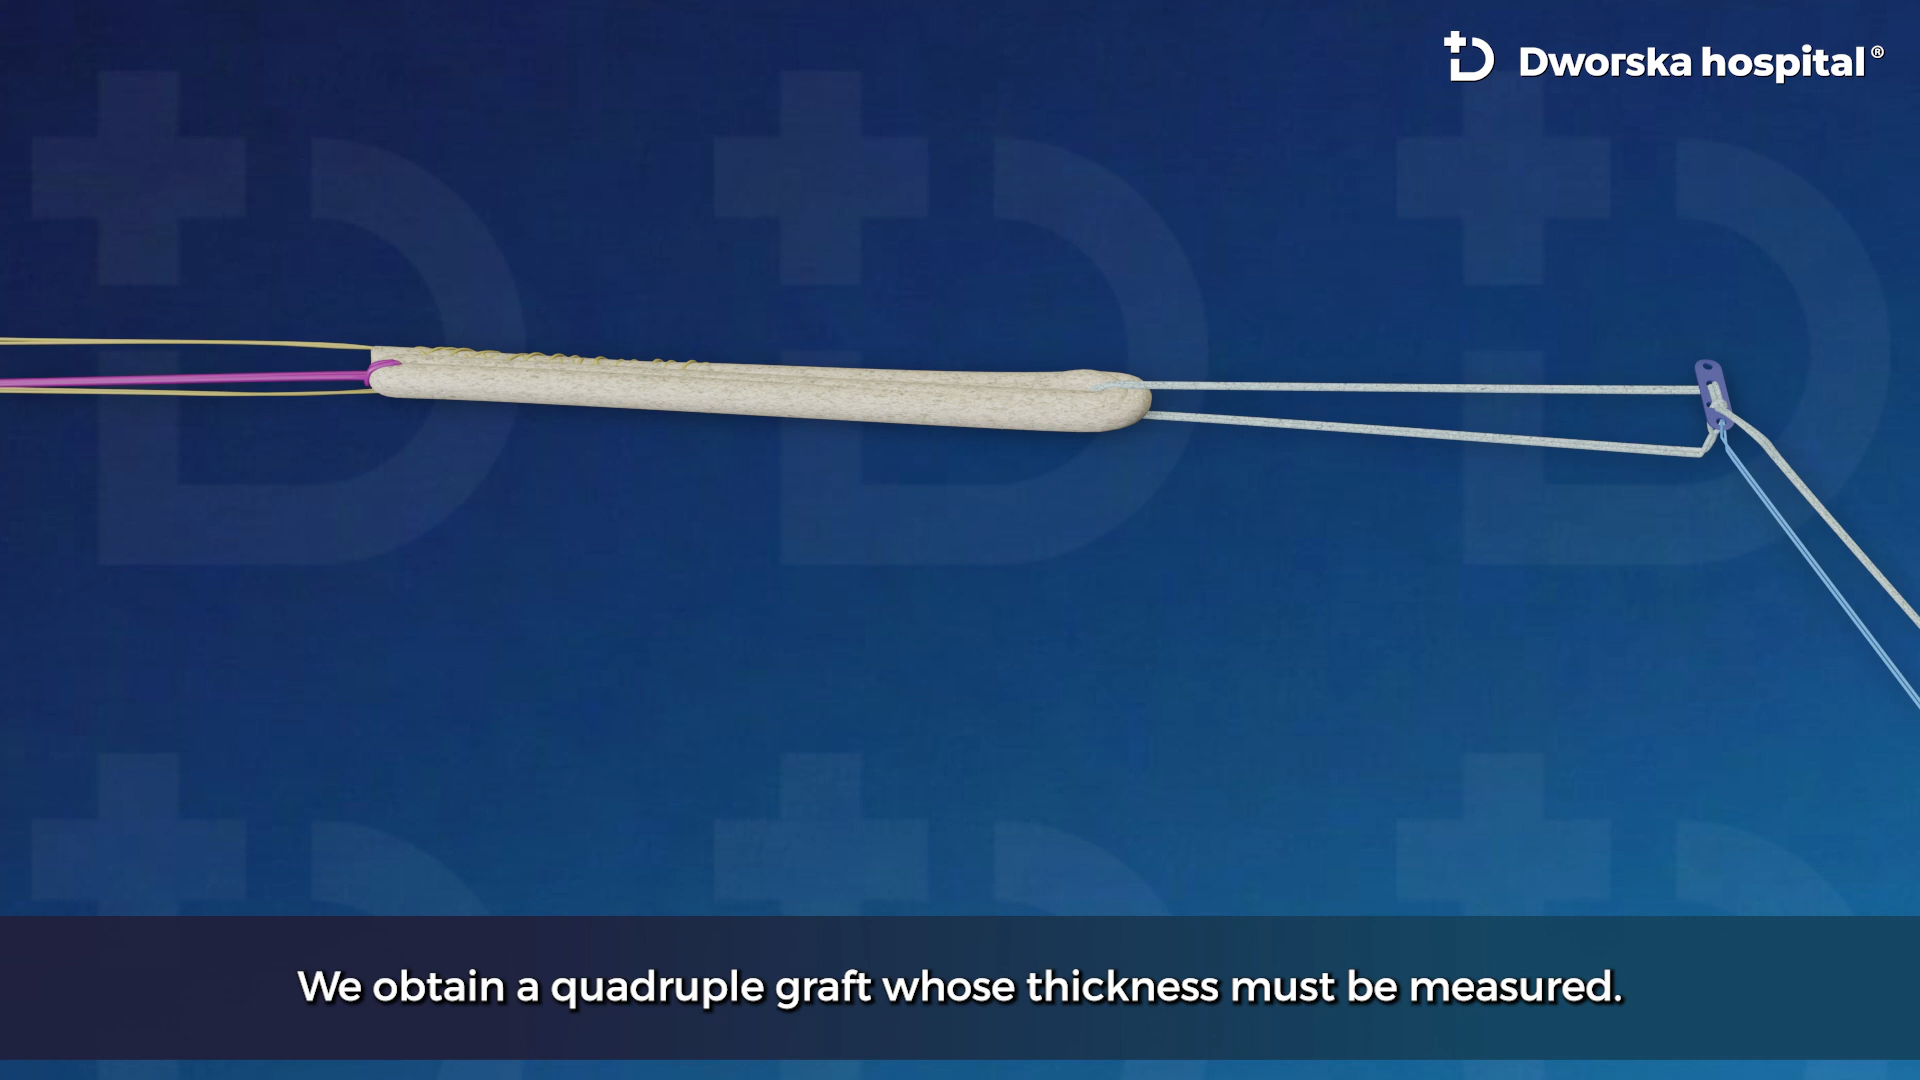 Dworska hospital®
We obtain a quadruple graft whose thickness must be measured.